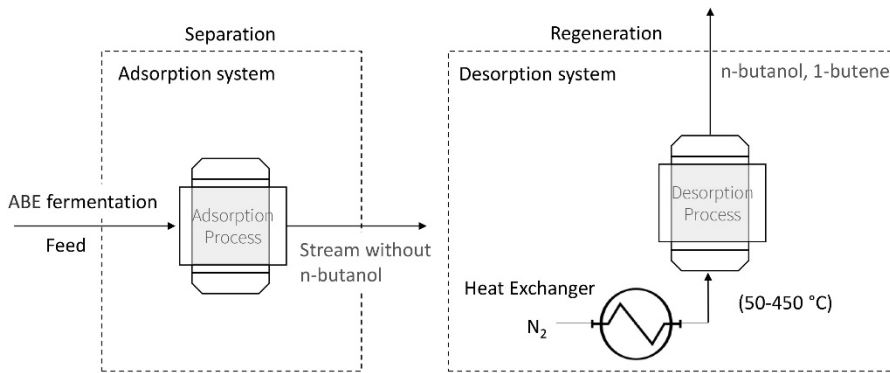 Separation
Adsorption system
ABE fermentation
Feed
Adsorption
Process
Stream without
n-butanol
Regeneration
Desorption system
n-butanol, 1-butene
Desorption
Process
Heat Exchanger
N₂
(50-450 °C)